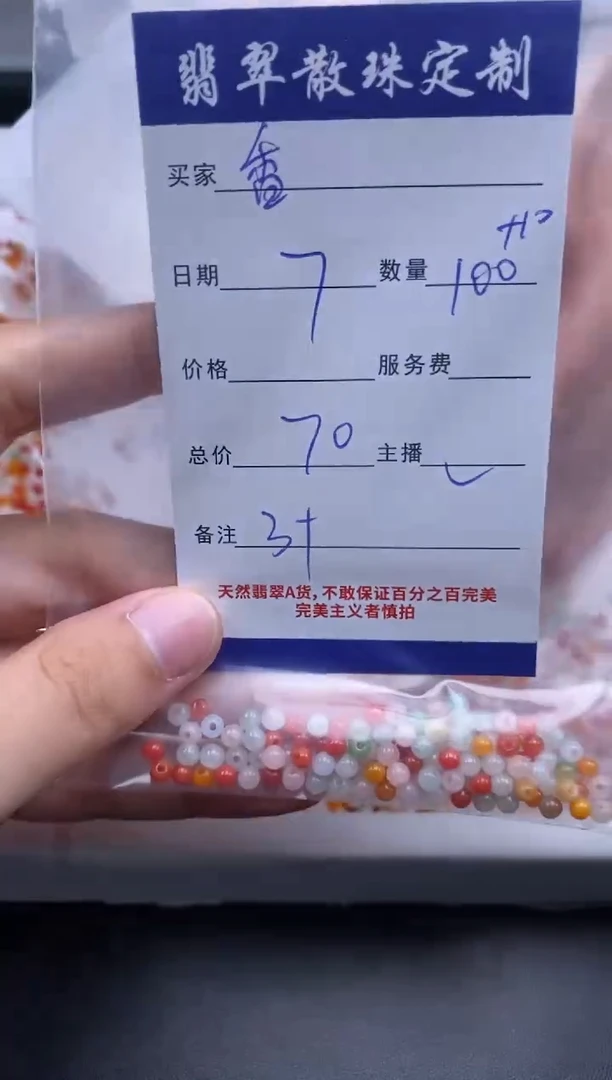 翡翠散珠定制
买家 香
日期 7 数量 100
价格 服务费
总价 70 主播
备注 3十
天然翡翠A货,不敢保证百分之百完美
完美主义者慎拍